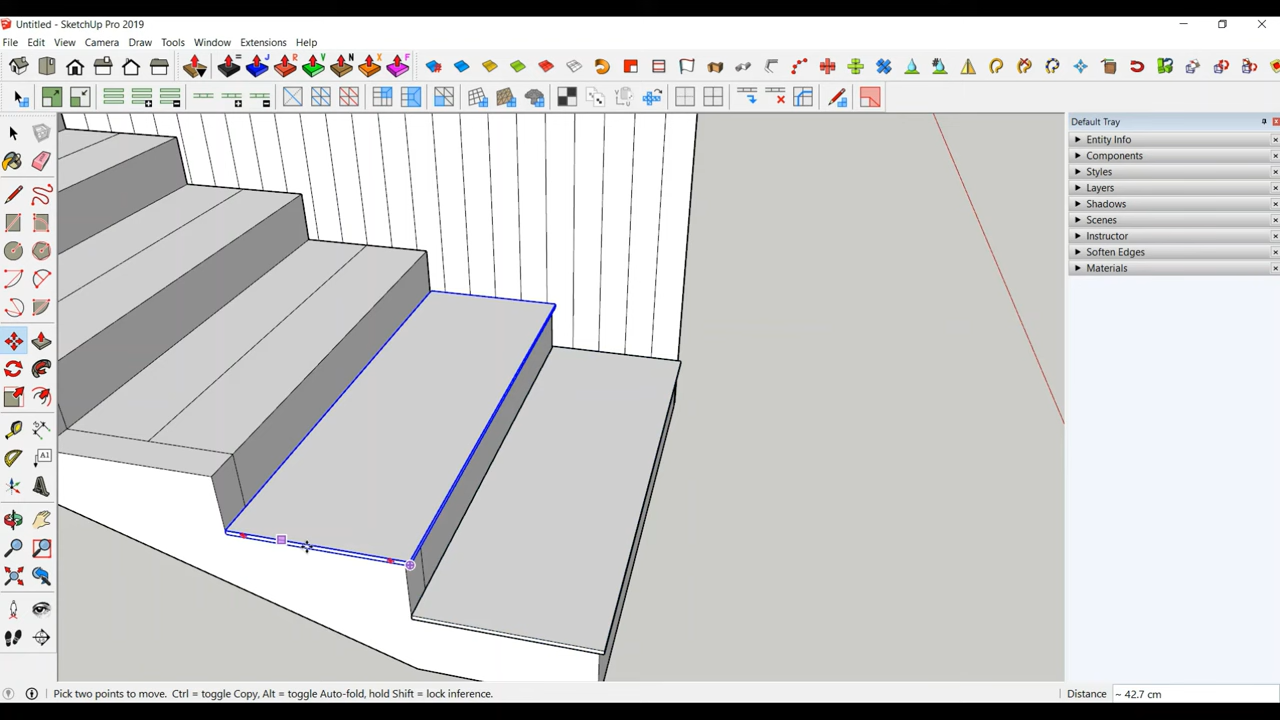 Untitled - SketchUp Pro 2019
File Edit View Camera Draw Tools Window Extensions Help
Default Tray
Entity Info
Components
Styles
Layers
Shadows
Scenes
Instructor
Soften Edges
Materials
Pick two points to move. Ctrl = toggle Copy, Alt = toggle Auto-fold, hold Shift = lock inference.
Distance ~ 42.7 cm